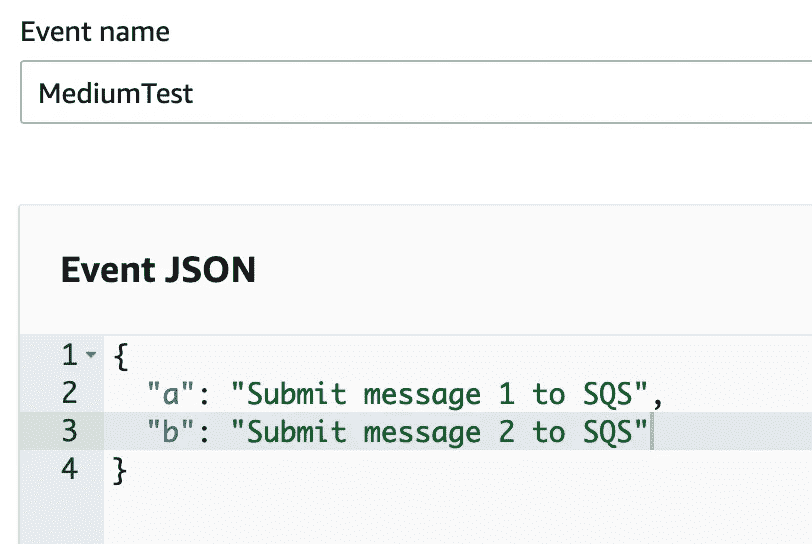 Event name
MediumTest
Event JSON
1 {
2 "a": "Submit message 1 to SQS",
3 "b": "Submit message 2 to SQS"
4 }